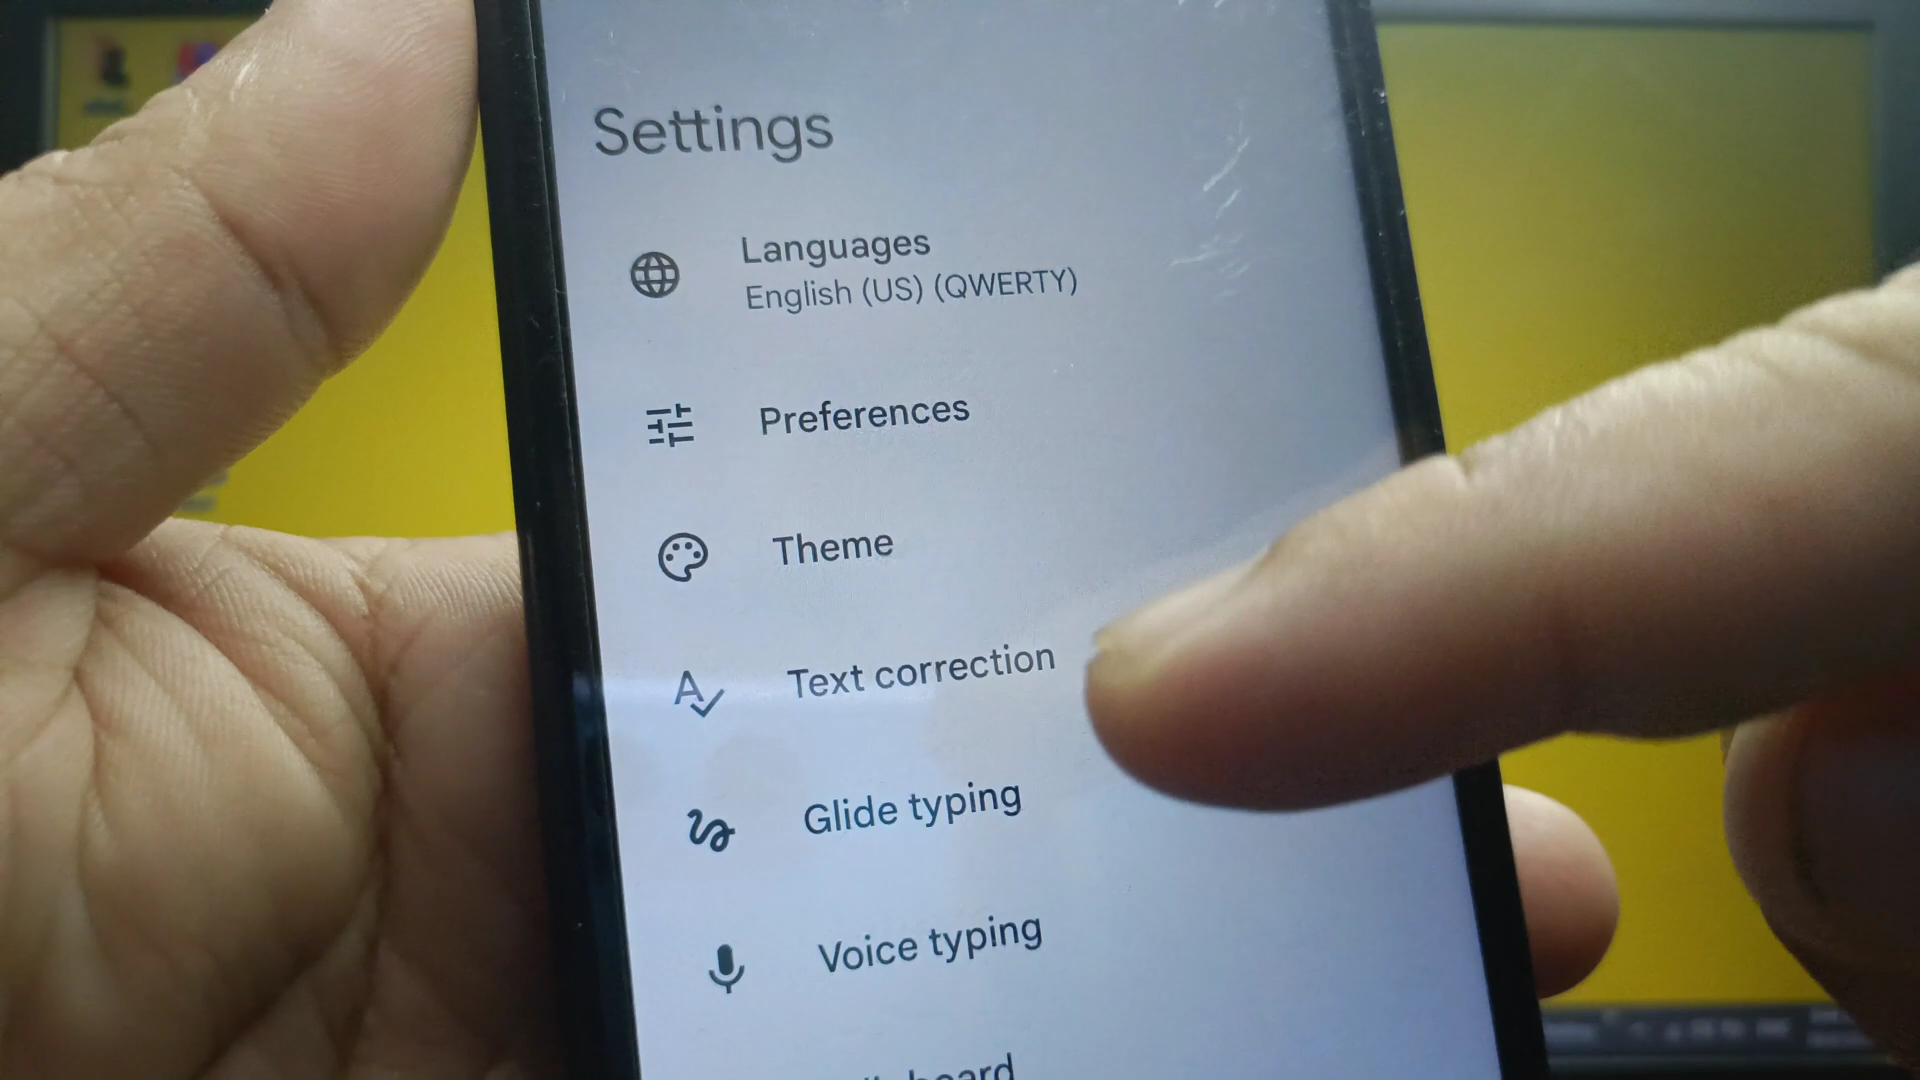 Settings
Languages
English (US) (QWERTY)
Preferences
Theme
Text correction
Glide typing
Voice typing